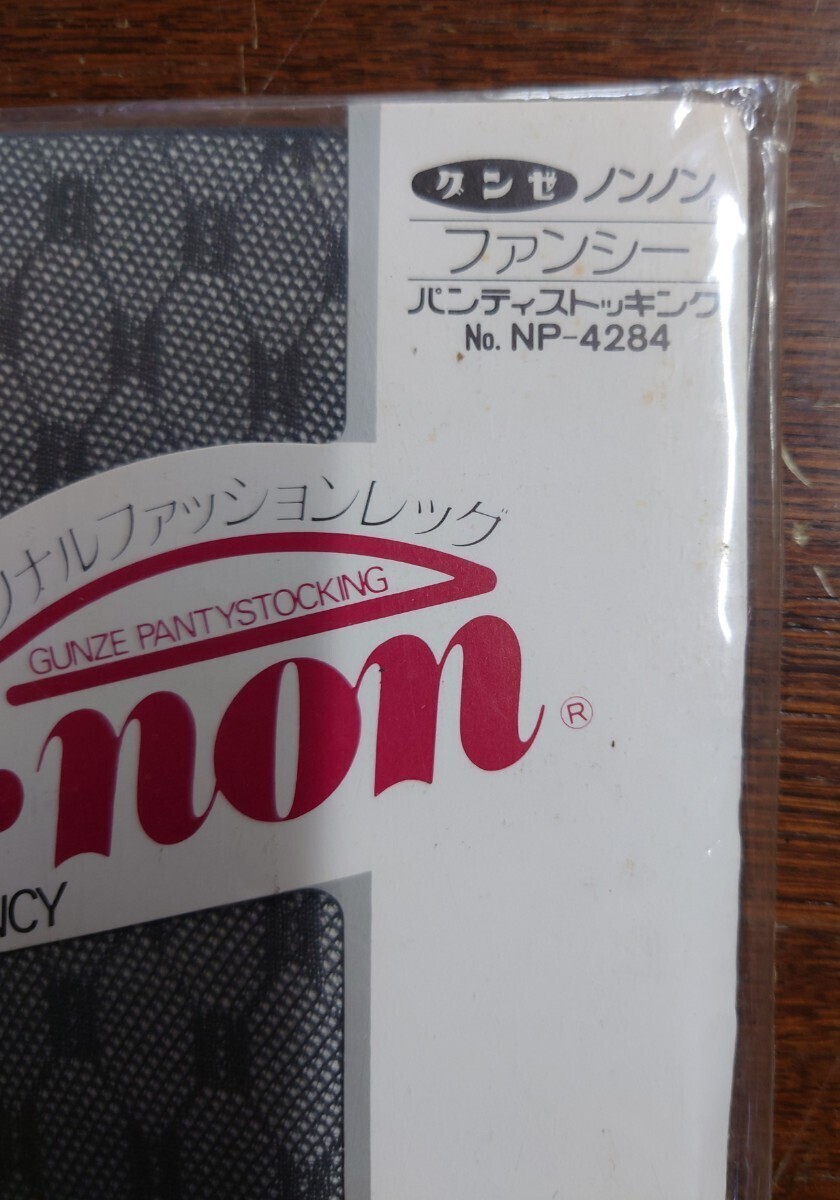 グンゼ ノンノン®
ファンシー
パンティストッキング
No. NP-4284
リナルファッションレッグ
GUNZE PANTYSTOCKING
·non®
NCY